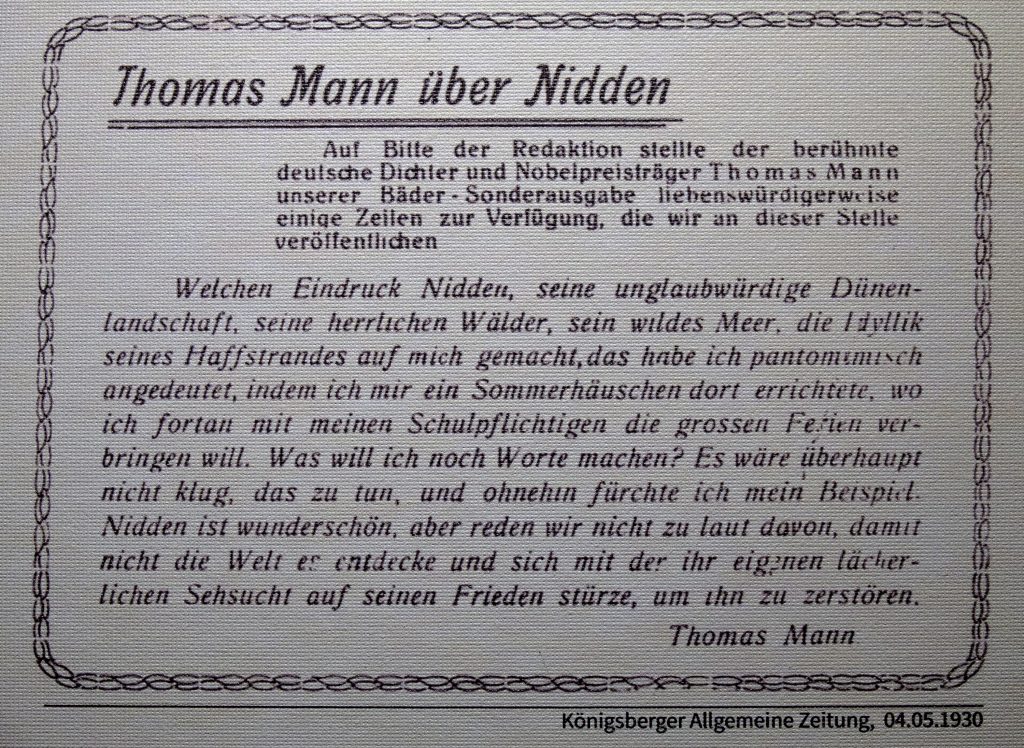 Thomas Mann über Nidden
Auf Bitte der Redaktion stellte der berühmte
deutsche Dichter und Nobelpreisträger Thomas Mann
unserer Bäder-Sonderausgabe liebenswürdigerweise
einige Zeilen zur Verfügung, die wir an dieser Stelle
veröffentlichen
Welchen Eindruck Nidden, seine unglaubwürdige Dünen-
landschaft, seine herrlichen Wälder, sein wildes Meer, die Idyllik
seines Haffstrandes auf mich gemacht, das habe ich pantomimisch
angedeutet, indem ich mir ein Sommerhäuschen dort errichtete, wo
ich fortan mit meinen Schulpflichtigen die grossen Ferien ver-
bringen will. Was will ich noch Worte machen? Es wäre überhaupt
nicht klug, das zu tun, und ohnehin fürchte ich mein Beispiel.
Nidden ist wunderschön, aber reden wir nicht zu laut davon, damit
nicht die Welt es entdecke und sich mit der ihr eigenen lächer-
lichen Sehsucht auf seinen Frieden stürze, um ihn zu zerstören.
Thomas Mann
Königsberger Allgemeine Zeitung, 04.05.1930